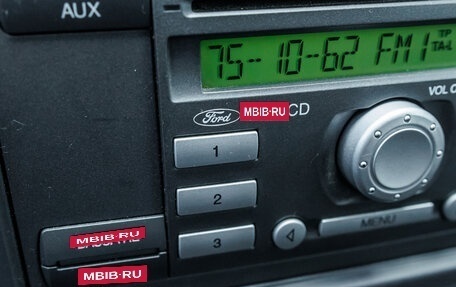 AUX
75-10-62 FM1
TP
TA-L
VOL
Ford
MBIB·RU
CD
1
2
3
MENU
MBIB·RU
MBIB·RU